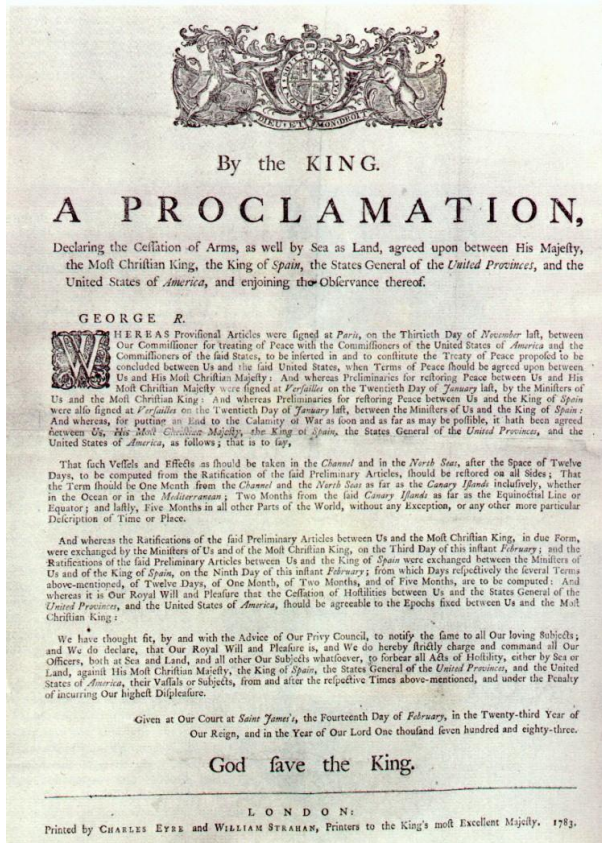 DIEU ET MON DROIT
By the KING.
A PROCLAMATION,
Declaring the Ceſſation of Arms, as well by Sea as Land, agreed upon between His Majeſty,
the Moſt Chriſtian King, the King of Spain, the States General of the United Provinces, and the
United States of America, and enjoining the Obſervance thereof.
GEORGE R.
WHEREAS Proviſional Articles were ſigned at Paris, on the Thirtieth Day of November laſt, between
Our Commiſſioner for treating of Peace with the Commiſſioners of the United States of America and the
Commiſſioners of the ſaid States, to be inſerted in and to conſtitute the Treaty of Peace propoſed to be
concluded between Us and the ſaid United States, when Terms of Peace ſhould be agreed upon between
Us and His Moſt Chriſtian Majeſty: And whereas Preliminaries for reſtoring Peace between Us and His
Moſt Chriſtian Majeſty were ſigned at Verſailles on the Twentieth Day of January laſt, by the Miniſters of
Us and the Moſt Chriſtian King: And whereas Preliminaries for reſtoring Peace between Us and the King of Spain
were alſo ſigned at Verſailles on the Twentieth Day of January laſt, between the Miniſters of Us and the King of Spain:
And whereas, for putting an End to the Calamity of War as ſoon and as far as may be poſſible, it hath been agreed
between Us, His Moſt Chriſtian Majeſty, the King of Spain, the States General of the United Provinces, and the
United States of America, as follows; that is to ſay,
That ſuch Veſſels and Effects as ſhould be taken in the Channel and in the North Seas, after the Space of Twelve
Days, to be computed from the Ratification of the ſaid Preliminary Articles, ſhould be reſtored on all Sides; That
the Term ſhould be One Month from the Channel and the North Seas as far as the Canary Iſlands incluſively, whether
in the Ocean or in the Mediterranean; Two Months from the ſaid Canary Iſlands as far as the Equinoctial Line or
Equator; and laſtly, Five Months in all other Parts of the World, without any Exception, or any other more particular
Deſcription of Time or Place.
And whereas the Ratifications of the ſaid Preliminary Articles between Us and the Moſt Chriſtian King, in due Form,
were exchanged by the Miniſters of Us and of the Moſt Chriſtian King, on the Third Day of this inſtant February; and the
Ratifications of the ſaid Preliminary Articles between Us and the King of Spain were exchanged between the Miniſters of
Us and of the King of Spain, on the Ninth Day of this inſtant February; from which Days reſpectively the ſeveral Terms
above-mentioned, of Twelve Days, of One Month, of Two Months, and of Five Months, are to be computed: And
whereas it is Our Royal Will and Pleaſure that the Ceſſation of Hoſtilities between Us and the States General of the
United Provinces, and the United States of America, ſhould be agreeable to the Epochs fixed between Us and the Moſt
Chriſtian King:
We have thought fit, by and with the Advice of Our Privy Council, to notify the ſame to all Our loving Subjects;
and We do declare, that Our Royal Will and Pleaſure is, and We do hereby ſtrictly charge and command all Our
Officers, both at Sea and Land, and all other Our Subjects whatſoever, to forbear all Acts of Hoſtility, either by Sea or
Land, againſt His Moſt Chriſtian Majeſty, the King of Spain, the States General of the United Provinces, and the United
States of America, their Vaſſals or Subjects, from and after the reſpective Times above-mentioned, and under the Penalty
of incurring Our higheſt Diſpleaſure.
Given at Our Court at Saint James's, the Fourteenth Day of February, in the Twenty-third Year of
Our Reign, and in the Year of Our Lord One thouſand ſeven hundred and eighty-three.
God ſave the King.
LONDON:
Printed by CHARLES EYRE and WILLIAM STRAHAN, Printers to the King's moſt Excellent Majeſty. 1783.